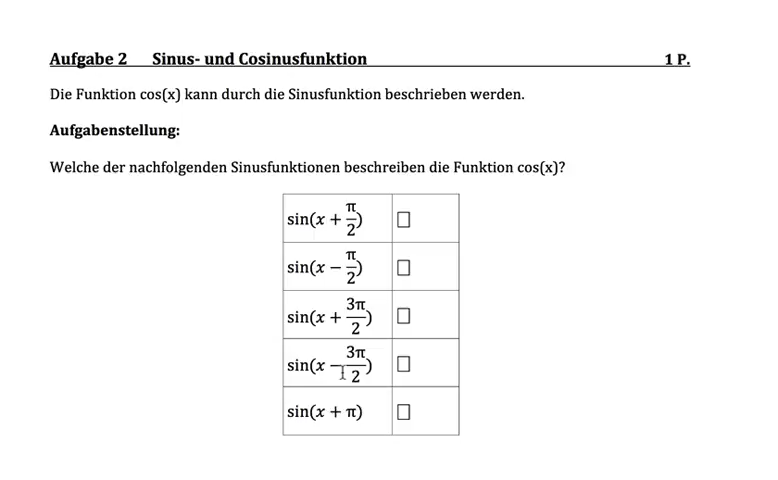 Aufgabe 2 Sinus- und Cosinusfunktion 1 P.
Die Funktion cos(x) kann durch die Sinusfunktion beschrieben werden.
Aufgabenstellung:
Welche der nachfolgenden Sinusfunktionen beschreiben die Funktion cos(x)?
sin(x + π/2) ☐
sin(x − π/2) ☐
sin(x + 3π/2) ☐
sin(x − 3π/2) ☐
sin(x + π) ☐